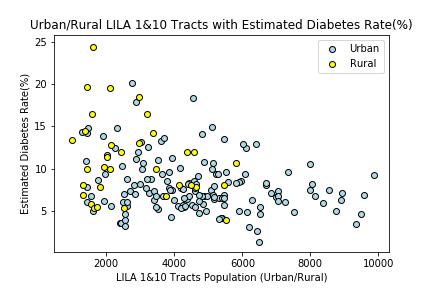 Urban/Rural LILA 1&10 Tracts with Estimated Diabetes Rate(%)
Urban
Rural
Estimated Diabetes Rate(%)
25
20
15
10
5
2000 4000 6000 8000 10000
LILA 1&10 Tracts Population (Urban/Rural)